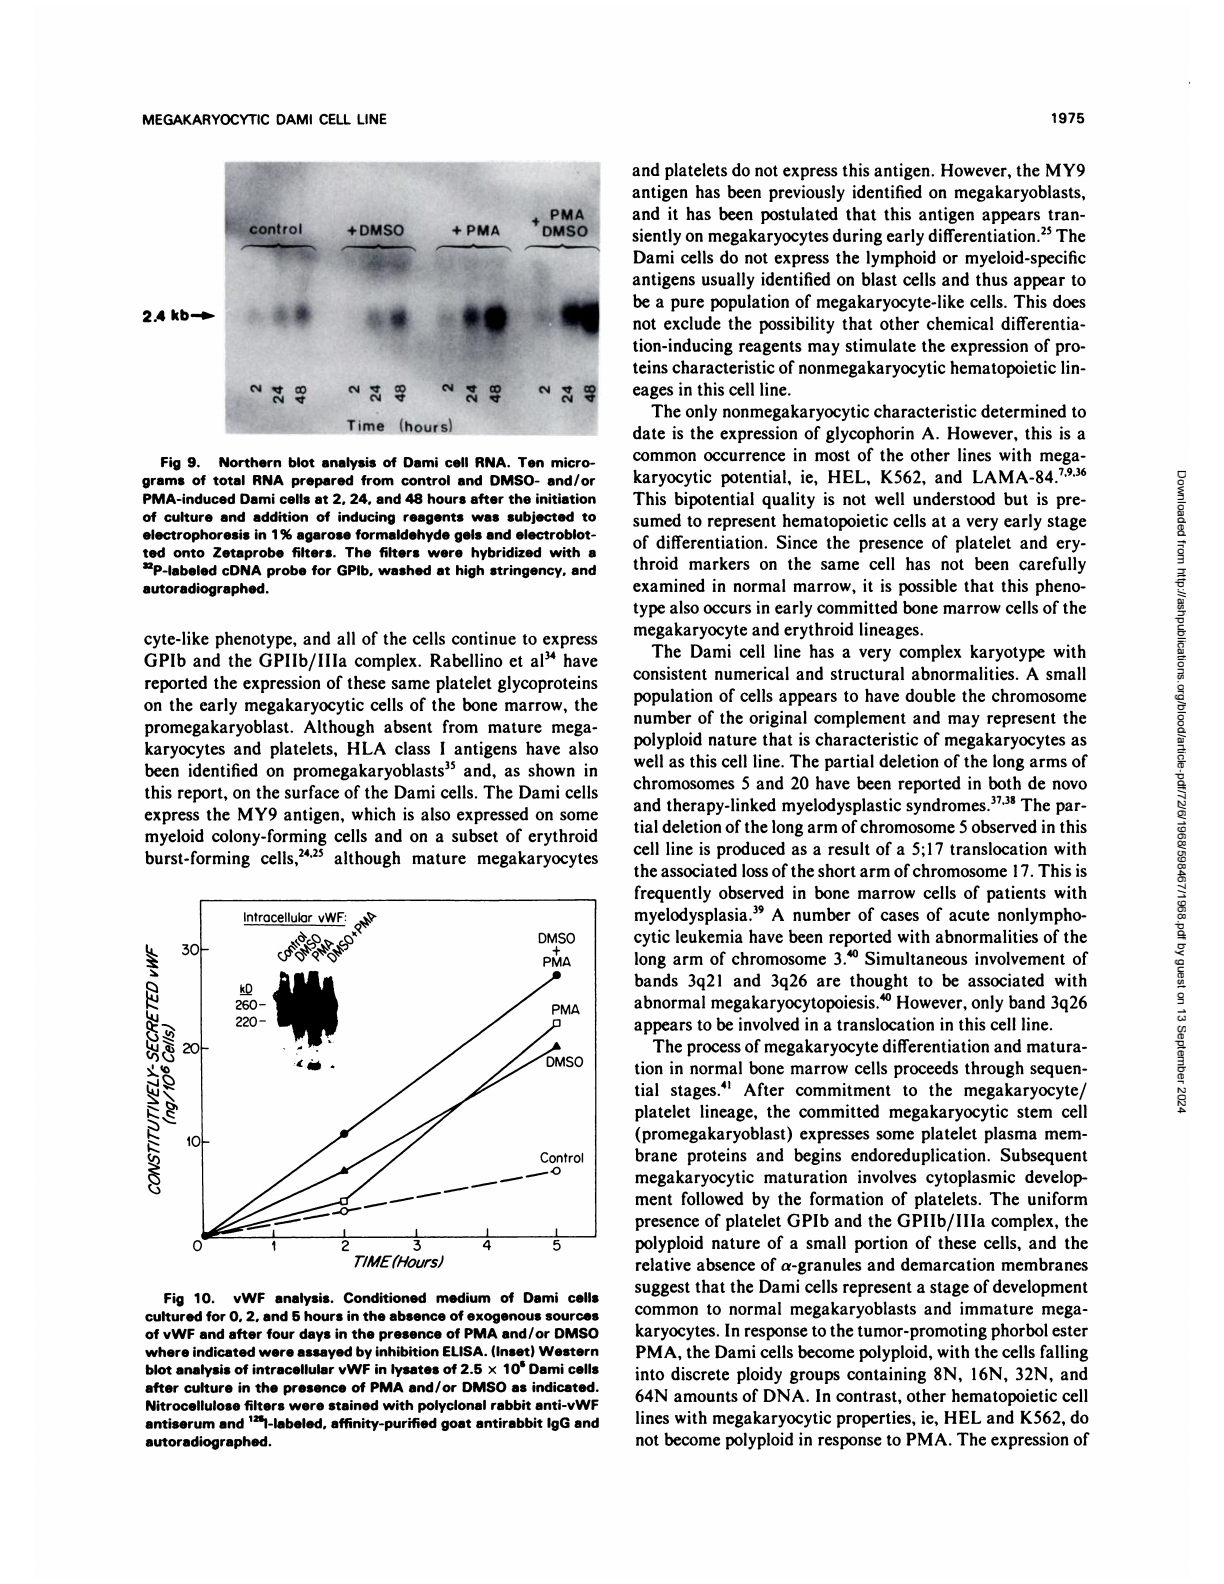 MEGAKARYOCYTIC DAMI CELL LINE
1975
control
+DMSO
+ PMA
+ PMA
DMSO
2.4 kb
2 24 48 2 24 48 2 24 48 2 24 48
Time (hours)
Fig 9. Northern blot analysis of Dami cell RNA. Ten micro-
grams of total RNA prepared from control and DMSO- and/or
PMA-induced Dami cells at 2, 24, and 48 hours after the initiation
of culture and addition of inducing reagents was subjected to
electrophoresis in 1% agarose formaldehyde gels and electroblot-
ted onto Zetaprobe filters. The filters were hybridized with a
³²P-labeled cDNA probe for GPIb, washed at high stringency, and
autoradiographed.
cyte-like phenotype, and all of the cells continue to express
GPIb and the GPIIb/IIIa complex. Rabellino et al³⁴ have
reported the expression of these same platelet glycoproteins
on the early megakaryocytic cells of the bone marrow, the
promegakaryoblast. Although absent from mature mega-
karyocytes and platelets, HLA class I antigens have also
been identified on promegakaryoblasts³⁵ and, as shown in
this report, on the surface of the Dami cells. The Dami cells
express the MY9 antigen, which is also expressed on some
myeloid colony-forming cells and on a subset of erythroid
burst-forming cells,²⁴,²⁵ although mature megakaryocytes
CONSTITUTIVELY-SECRETED vWF
(ng/10⁶ Cells)
30
20
10
Intracellular vWF:
Control
DMSO
PMA
DMSO+PMA
kD
260-
220-
DMSO
+
PMA
PMA
DMSO
Control
0 1 2 3 4 5
TIME (Hours)
Fig 10. vWF analysis. Conditioned medium of Dami cells
cultured for 0, 2, and 5 hours in the absence of exogenous sources
of vWF and after four days in the presence of PMA and/or DMSO
where indicated were assayed by inhibition ELISA. (Inset) Western
blot analysis of intracellular vWF in lysates of 2.5 × 10⁶ Dami cells
after culture in the presence of PMA and/or DMSO as indicated.
Nitrocellulose filters were stained with polyclonal rabbit anti-vWF
antiserum and ¹²⁵I-labeled, affinity-purified goat antirabbit IgG and
autoradiographed.
and platelets do not express this antigen. However, the MY9
antigen has been previously identified on megakaryoblasts,
and it has been postulated that this antigen appears tran-
siently on megakaryocytes during early differentiation.²⁵ The
Dami cells do not express the lymphoid or myeloid-specific
antigens usually identified on blast cells and thus appear to
be a pure population of megakaryocyte-like cells. This does
not exclude the possibility that other chemical differentia-
tion-inducing reagents may stimulate the expression of pro-
teins characteristic of nonmegakaryocytic hematopoietic lin-
eages in this cell line.
The only nonmegakaryocytic characteristic determined to
date is the expression of glycophorin A. However, this is a
common occurrence in most of the other lines with mega-
karyocytic potential, ie, HEL, K562, and LAMA-84.⁷,⁹,³⁶
This bipotential quality is not well understood but is pre-
sumed to represent hematopoietic cells at a very early stage
of differentiation. Since the presence of platelet and ery-
throid markers on the same cell has not been carefully
examined in normal marrow, it is possible that this pheno-
type also occurs in early committed bone marrow cells of the
megakaryocyte and erythroid lineages.
The Dami cell line has a very complex karyotype with
consistent numerical and structural abnormalities. A small
population of cells appears to have double the chromosome
number of the original complement and may represent the
polyploid nature that is characteristic of megakaryocytes as
well as this cell line. The partial deletion of the long arms of
chromosomes 5 and 20 have been reported in both de novo
and therapy-linked myelodysplastic syndromes.³⁷,³⁸ The par-
tial deletion of the long arm of chromosome 5 observed in this
cell line is produced as a result of a 5;17 translocation with
the associated loss of the short arm of chromosome 17. This is
frequently observed in bone marrow cells of patients with
myelodysplasia.³⁹ A number of cases of acute nonlympho-
cytic leukemia have been reported with abnormalities of the
long arm of chromosome 3.⁴⁰ Simultaneous involvement of
bands 3q21 and 3q26 are thought to be associated with
abnormal megakaryocytopoiesis.⁴⁰ However, only band 3q26
appears to be involved in a translocation in this cell line.
The process of megakaryocyte differentiation and matura-
tion in normal bone marrow cells proceeds through sequen-
tial stages.⁴¹ After commitment to the megakaryocyte/
platelet lineage, the committed megakaryocytic stem cell
(promegakaryoblast) expresses some platelet plasma mem-
brane proteins and begins endoreduplication. Subsequent
megakaryocytic maturation involves cytoplasmic develop-
ment followed by the formation of platelets. The uniform
presence of platelet GPIb and the GPIIb/IIIa complex, the
polyploid nature of a small portion of these cells, and the
relative absence of α-granules and demarcation membranes
suggest that the Dami cells represent a stage of development
common to normal megakaryoblasts and immature mega-
karyocytes. In response to the tumor-promoting phorbol ester
PMA, the Dami cells become polyploid, with the cells falling
into discrete ploidy groups containing 8N, 16N, 32N, and
64N amounts of DNA. In contrast, other hematopoietic cell
lines with megakaryocytic properties, ie, HEL and K562, do
not become polyploid in response to PMA. The expression of
Downloaded from http://ashpublications.org/blood/article-pdf/72/6/1968/598467/1968.pdf by guest on 13 September 2024